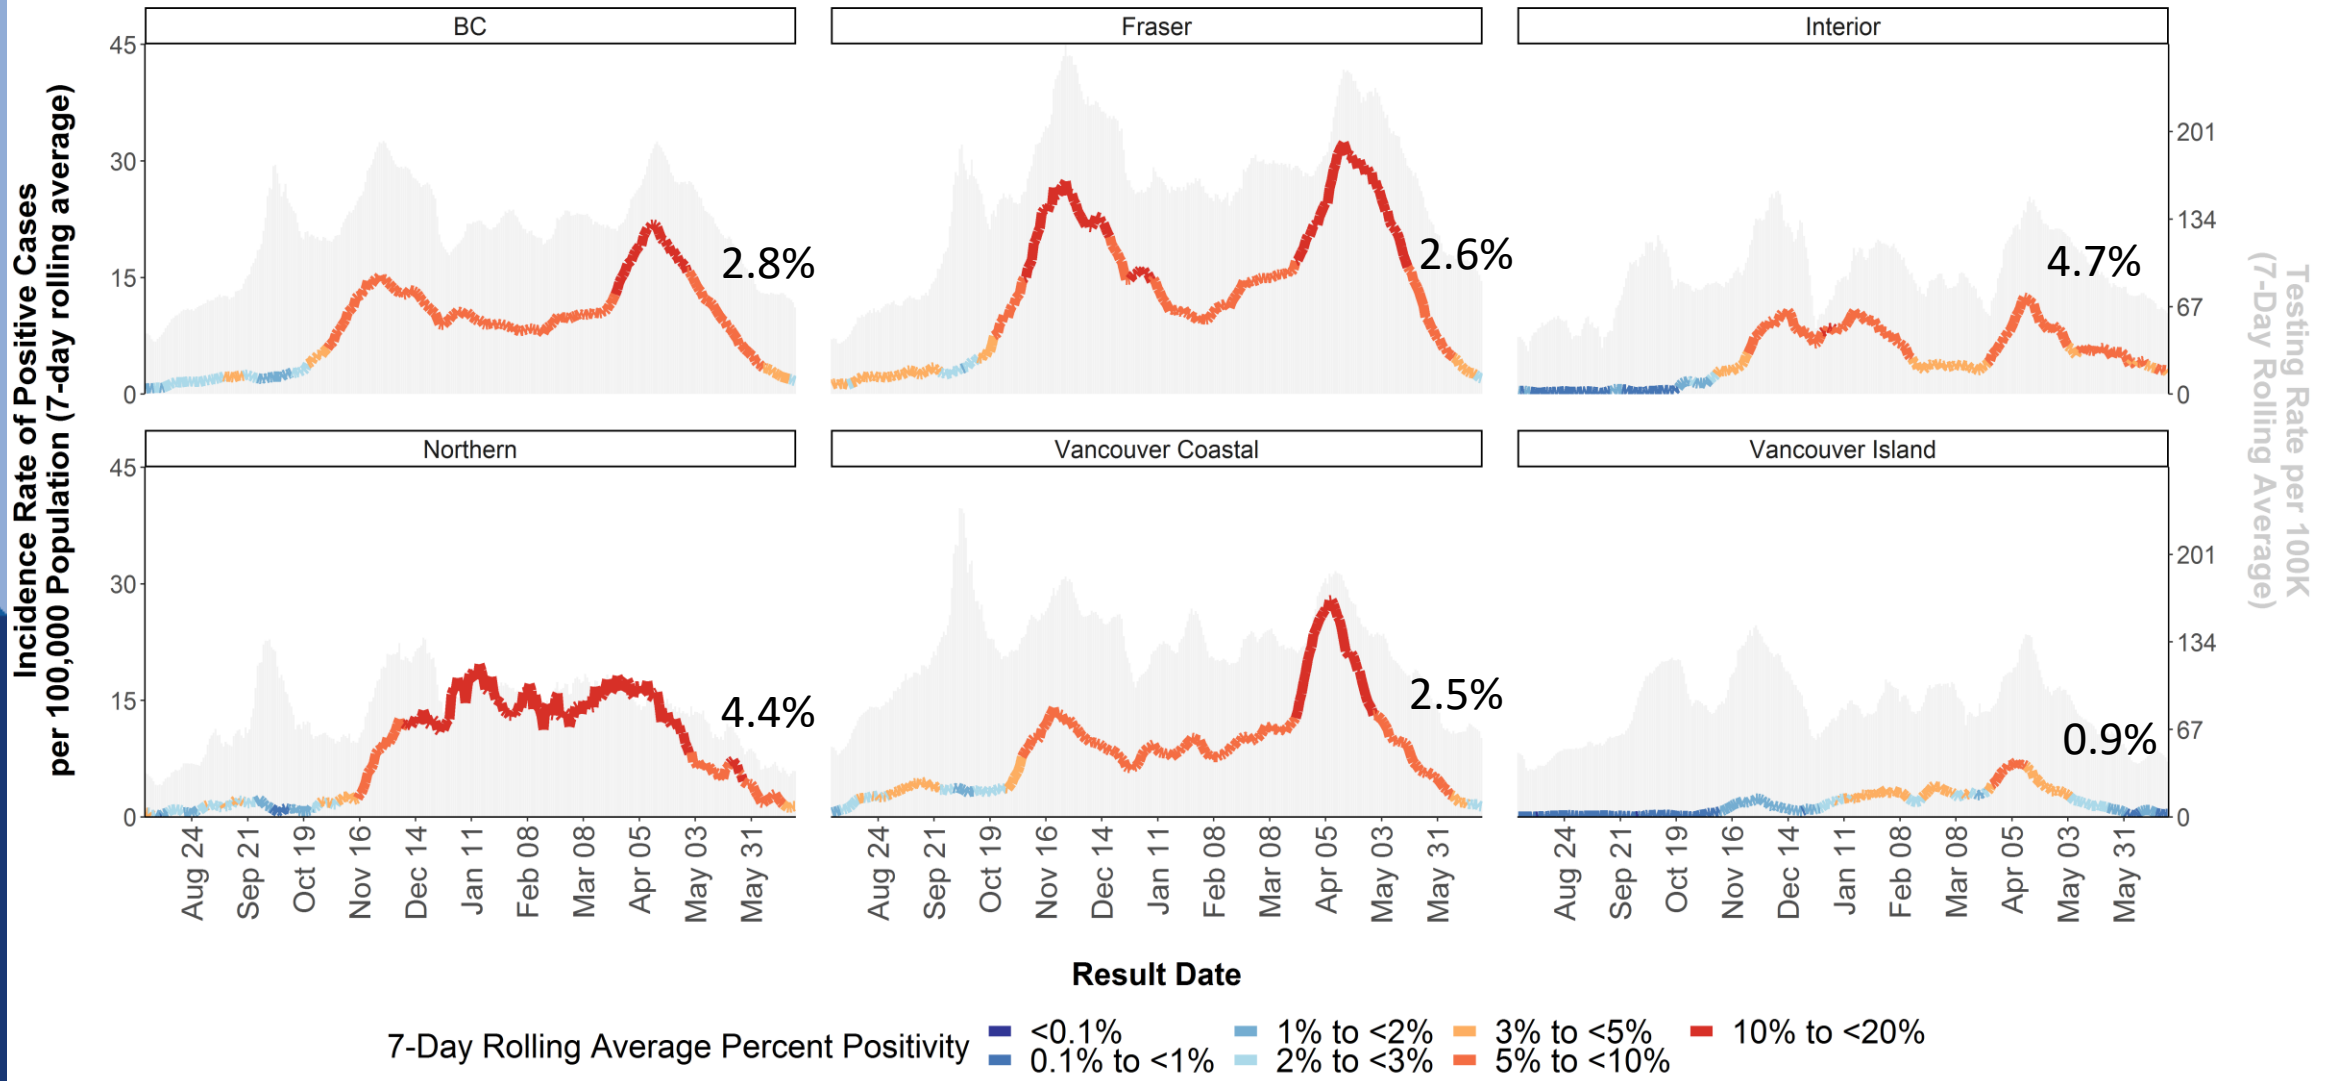 BC
Fraser
Interior
45
30
15
0
201
134
67
0
2.8%
2.6%
4.7%
Northern
Vancouver Coastal
Vancouver Island
45
30
15
0
201
134
67
0
4.4%
2.5%
0.9%
Incidence Rate of Positive Cases
per 100,000 Population (7-day rolling average)
Testing Rate per 100K
(7-Day Rolling Average)
Aug 24
Sep 21
Oct 19
Nov 16
Dec 14
Jan 11
Feb 08
Mar 08
Apr 05
May 03
May 31
Aug 24
Sep 21
Oct 19
Nov 16
Dec 14
Jan 11
Feb 08
Mar 08
Apr 05
May 03
May 31
Aug 24
Sep 21
Oct 19
Nov 16
Dec 14
Jan 11
Feb 08
Mar 08
Apr 05
May 03
May 31
Result Date
7-Day Rolling Average Percent Positivity
<0.1%
0.1% to <1%
1% to <2%
2% to <3%
3% to <5%
5% to <10%
10% to <20%